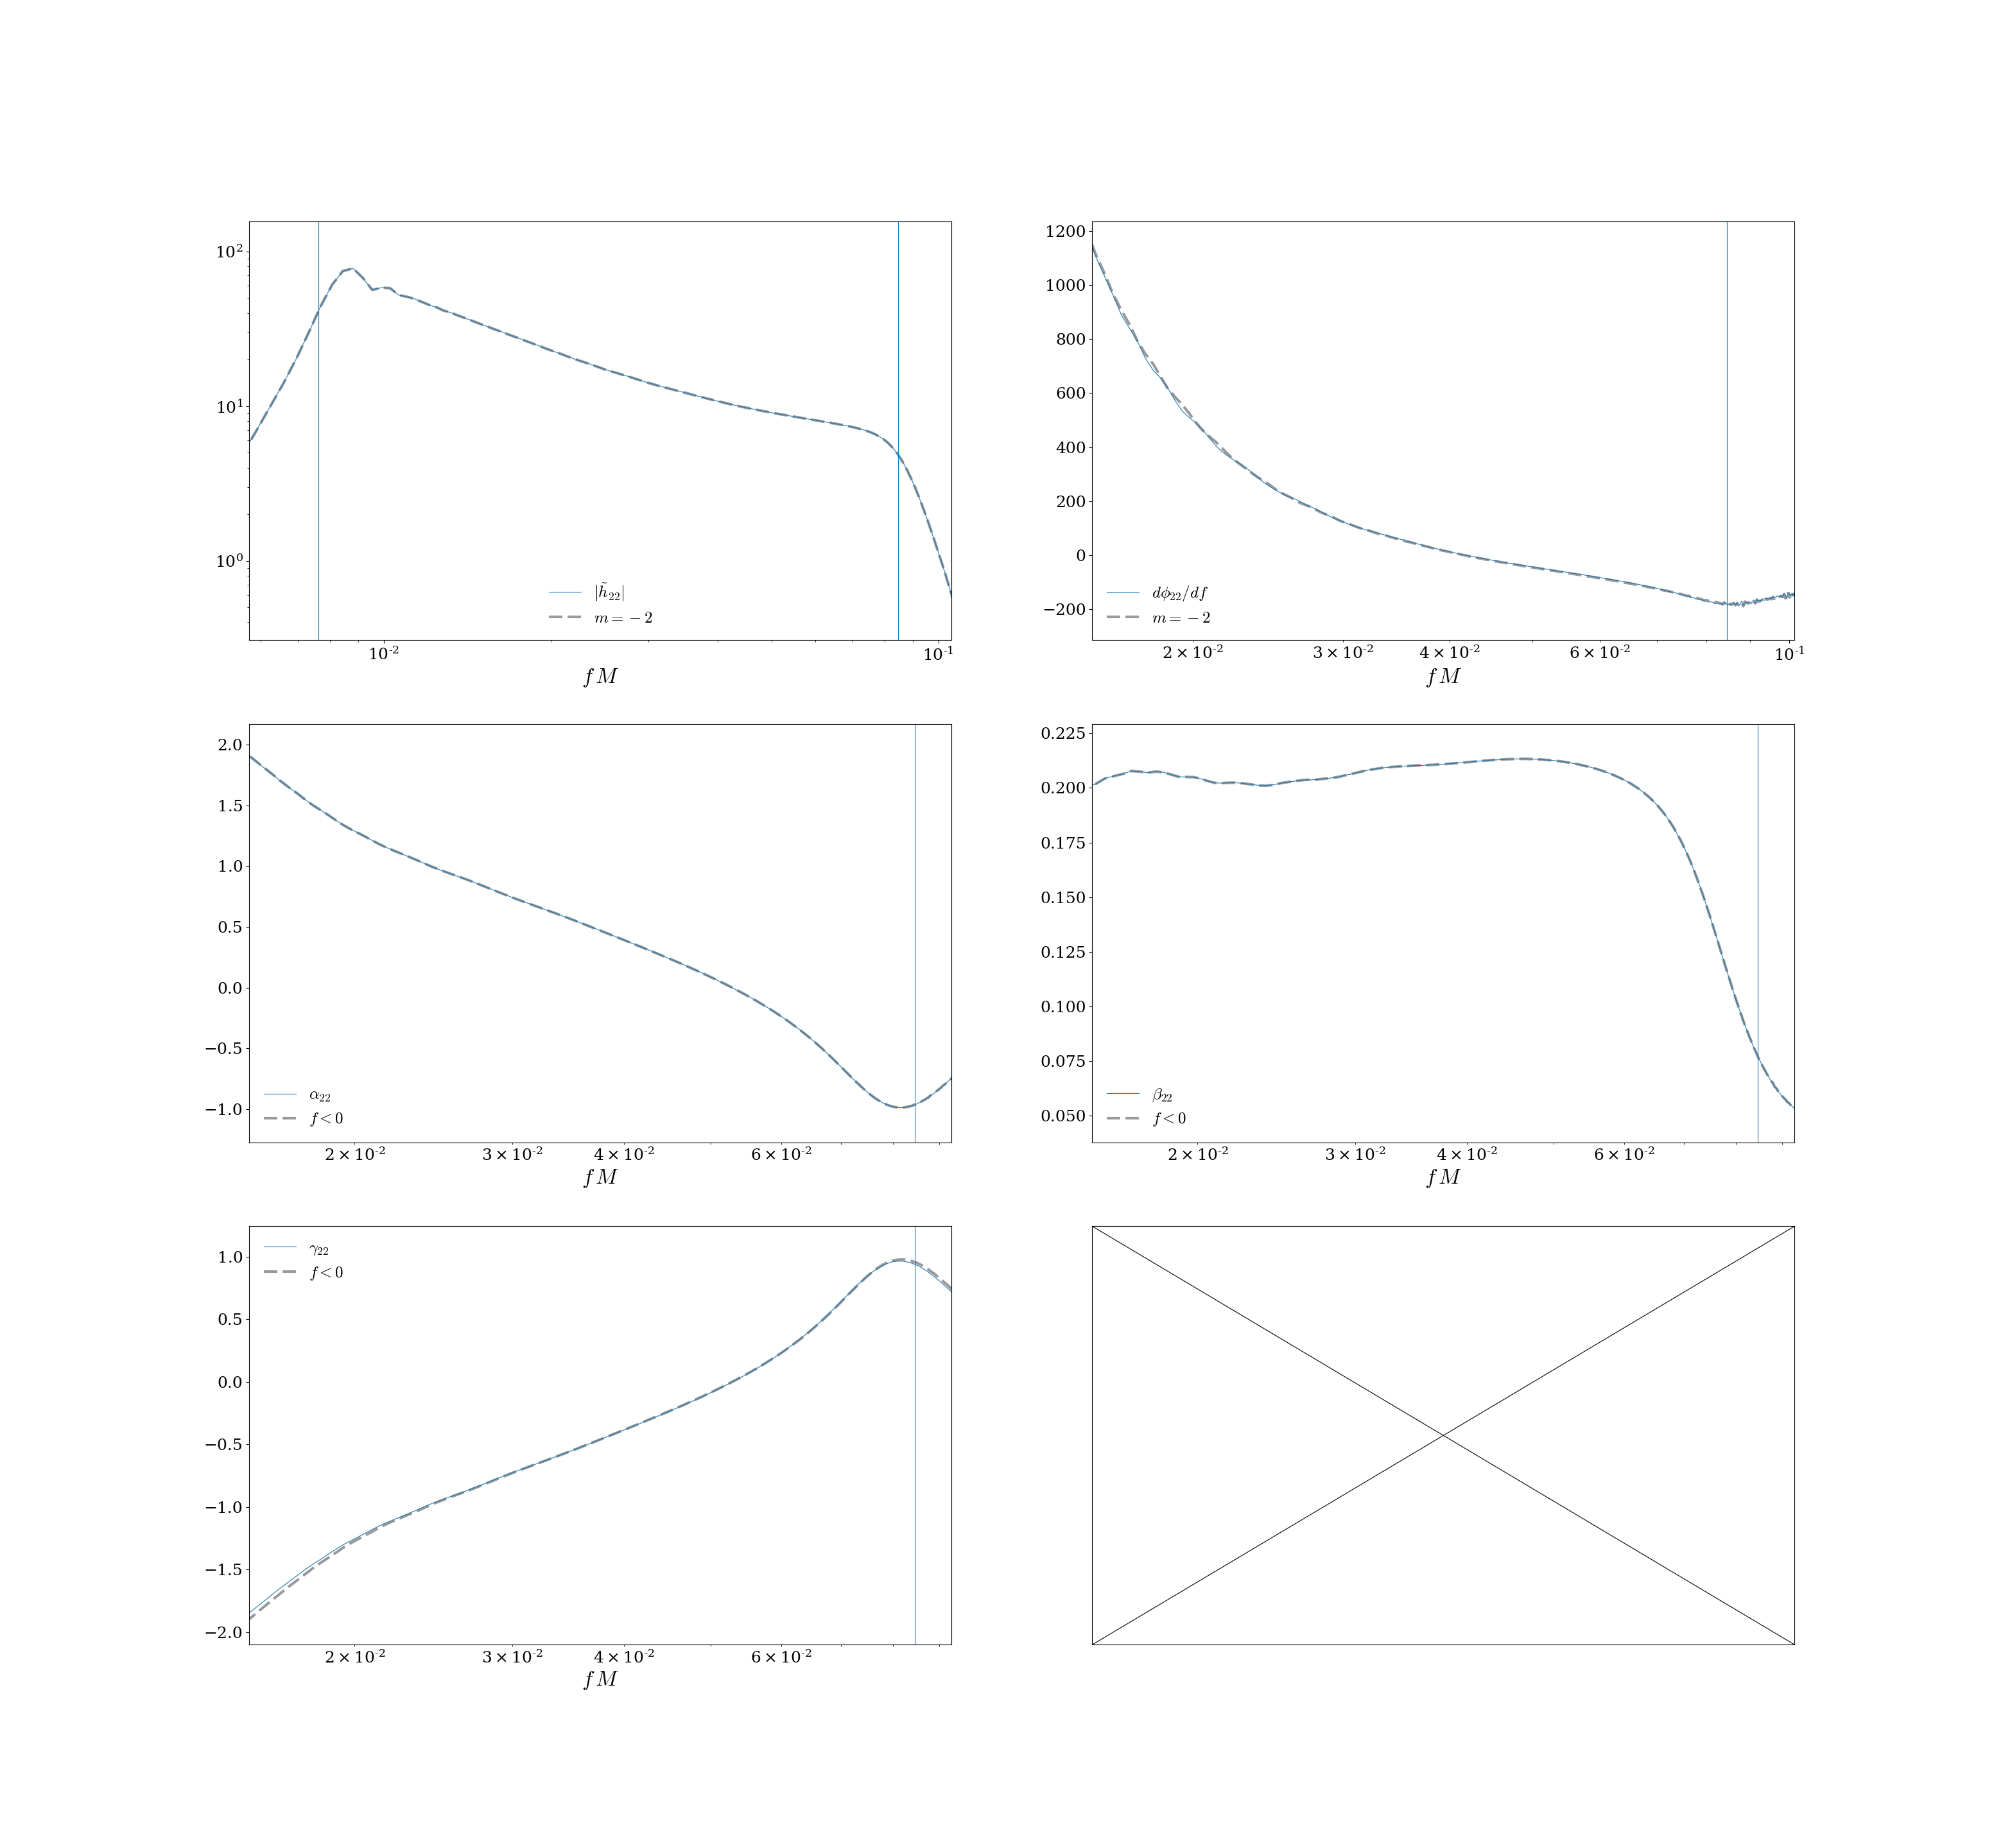 10²
10¹
10⁰
|h̃₂₂|
m = −2
10⁻²
10⁻¹
f M
1200
1000
800
600
400
200
0
−200
dϕ₂₂/df
m = −2
2 × 10⁻²
3 × 10⁻²
4 × 10⁻²
6 × 10⁻²
10⁻¹
f M
2.0
1.5
1.0
0.5
0.0
−0.5
−1.0
α₂₂
f < 0
2 × 10⁻²
3 × 10⁻²
4 × 10⁻²
6 × 10⁻²
f M
0.225
0.200
0.175
0.150
0.125
0.100
0.075
0.050
β₂₂
f < 0
2 × 10⁻²
3 × 10⁻²
4 × 10⁻²
6 × 10⁻²
f M
γ₂₂
f < 0
1.0
0.5
0.0
−0.5
−1.0
−1.5
−2.0
2 × 10⁻²
3 × 10⁻²
4 × 10⁻²
6 × 10⁻²
f M